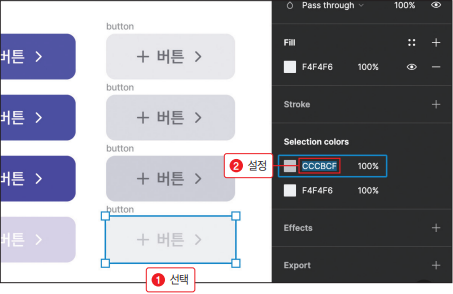 Pass through 100%
button
버튼 > + 버튼 >
Fill
F4F4F6 100%
button
버튼 > + 버튼 >
Stroke
Selection colors
button
❷ 설정
CCCBCF 100%
버튼 > + 버튼 >
F4F4F6 100%
button
Effects
버튼 > + 버튼 >
Export
❶ 선택